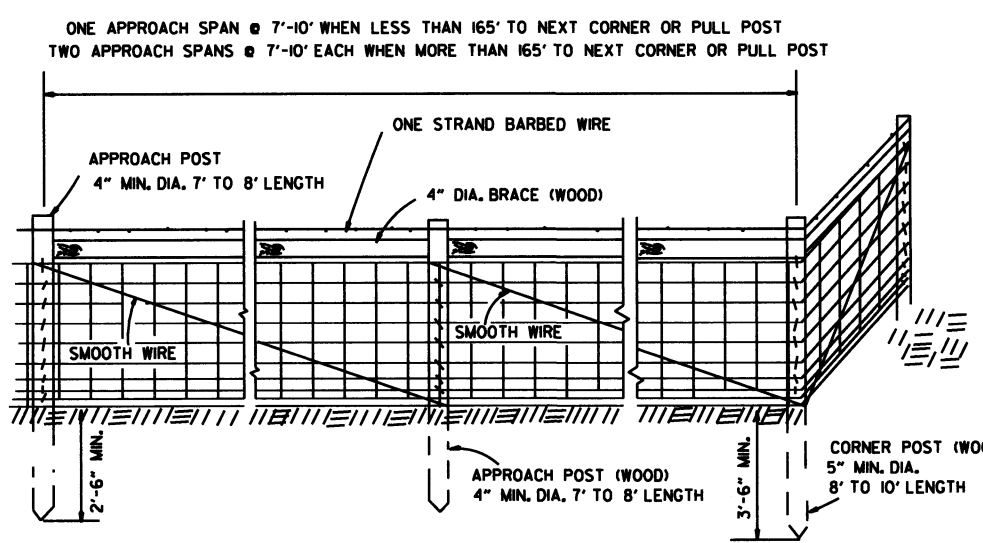 ONE APPROACH SPAN @ 7'-10' WHEN LESS THAN 165' TO NEXT CORNER OR PULL POST
TWO APPROACH SPANS @ 7'-10' EACH WHEN MORE THAN 165' TO NEXT CORNER OR PULL POST
ONE STRAND BARBED WIRE
APPROACH POST
4" MIN. DIA. 7' TO 8' LENGTH
4" DIA. BRACE (WOOD)
SMOOTH WIRE
SMOOTH WIRE
2'-6" MIN.
APPROACH POST (WOOD)
4" MIN. DIA. 7' TO 8' LENGTH
3'-6" MIN.
CORNER POST (WOO
5" MIN. DIA.
8' TO 10' LENGTH